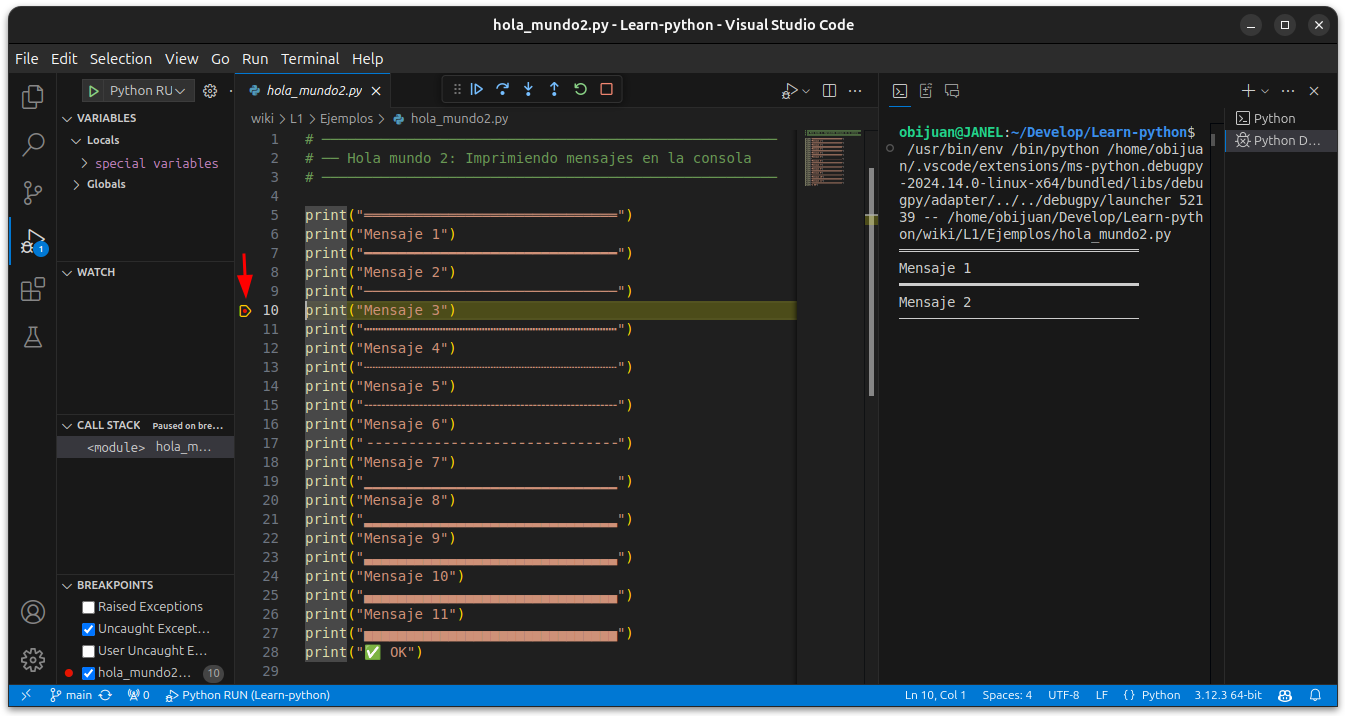 hola_mundo2.py - Learn-python - Visual Studio Code
File Edit Selection View Go Run Terminal Help
Python RU
hola_mundo2.py
wiki > L1 > Ejemplos > hola_mundo2.py
VARIABLES
Locals
special variables
Globals
WATCH
CALL STACK Paused on bre...
<module> hola_m...
BREAKPOINTS
Raised Exceptions
Uncaught Except...
User Uncaught E...
hola_mundo2... 10
1
1 # ──────────────────────────────
2 # ── Hola mundo 2: Imprimiendo mensajes en la consola
3 # ──────────────────────────────
4
5 print("══════════════════════════════")
6 print("Mensaje 1")
7 print("━━━━━━━━━━━━━━━━━━━━━━━━━━━━━━")
8 print("Mensaje 2")
9 print("──────────────────────────────")
10 print("Mensaje 3")
11 print("┅┅┅┅┅┅┅┅┅┅┅┅┅┅┅┅┅┅┅┅┅┅┅┅┅┅┅┅┅┅")
12 print("Mensaje 4")
13 print("┄┄┄┄┄┄┄┄┄┄┄┄┄┄┄┄┄┄┄┄┄┄┄┄┄┄┄┄┄┄")
14 print("Mensaje 5")
15 print("╌╌╌╌╌╌╌╌╌╌╌╌╌╌╌╌╌╌╌╌╌╌╌╌╌╌╌╌╌╌")
16 print("Mensaje 6")
17 print("------------------------------")
18 print("Mensaje 7")
19 print("▁▁▁▁▁▁▁▁▁▁▁▁▁▁▁▁▁▁▁▁▁▁▁▁▁▁▁▁▁▁")
20 print("Mensaje 8")
21 print("▂▂▂▂▂▂▂▂▂▂▂▂▂▂▂▂▂▂▂▂▂▂▂▂▂▂▂▂▂▂")
22 print("Mensaje 9")
23 print("▃▃▃▃▃▃▃▃▃▃▃▃▃▃▃▃▃▃▃▃▃▃▃▃▃▃▃▃▃▃")
24 print("Mensaje 10")
25 print("▄▄▄▄▄▄▄▄▄▄▄▄▄▄▄▄▄▄▄▄▄▄▄▄▄▄▄▄▄▄")
26 print("Mensaje 11")
27 print("▅▅▅▅▅▅▅▅▅▅▅▅▅▅▅▅▅▅▅▅▅▅▅▅▅▅▅▅▅▅")
28 print("✅ OK")
29
obijuan@JANEL:~/Develop/Learn-python$
/usr/bin/env /bin/python /home/obijua
n/.vscode/extensions/ms-python.debugpy
-2024.14.0-linux-x64/bundled/libs/debu
gpy/adapter/../../debugpy/launcher 521
39 -- /home/obijuan/Develop/Learn-pyth
on/wiki/L1/Ejemplos/hola_mundo2.py
══════════════════════════════
Mensaje 1
━━━━━━━━━━━━━━━━━━━━━━━━━━━━━━
Mensaje 2
──────────────────────────────
Python
Python D...
main 0 Python RUN (Learn-python) Ln 10, Col 1 Spaces: 4 UTF-8 LF {} Python 3.12.3 64-bit